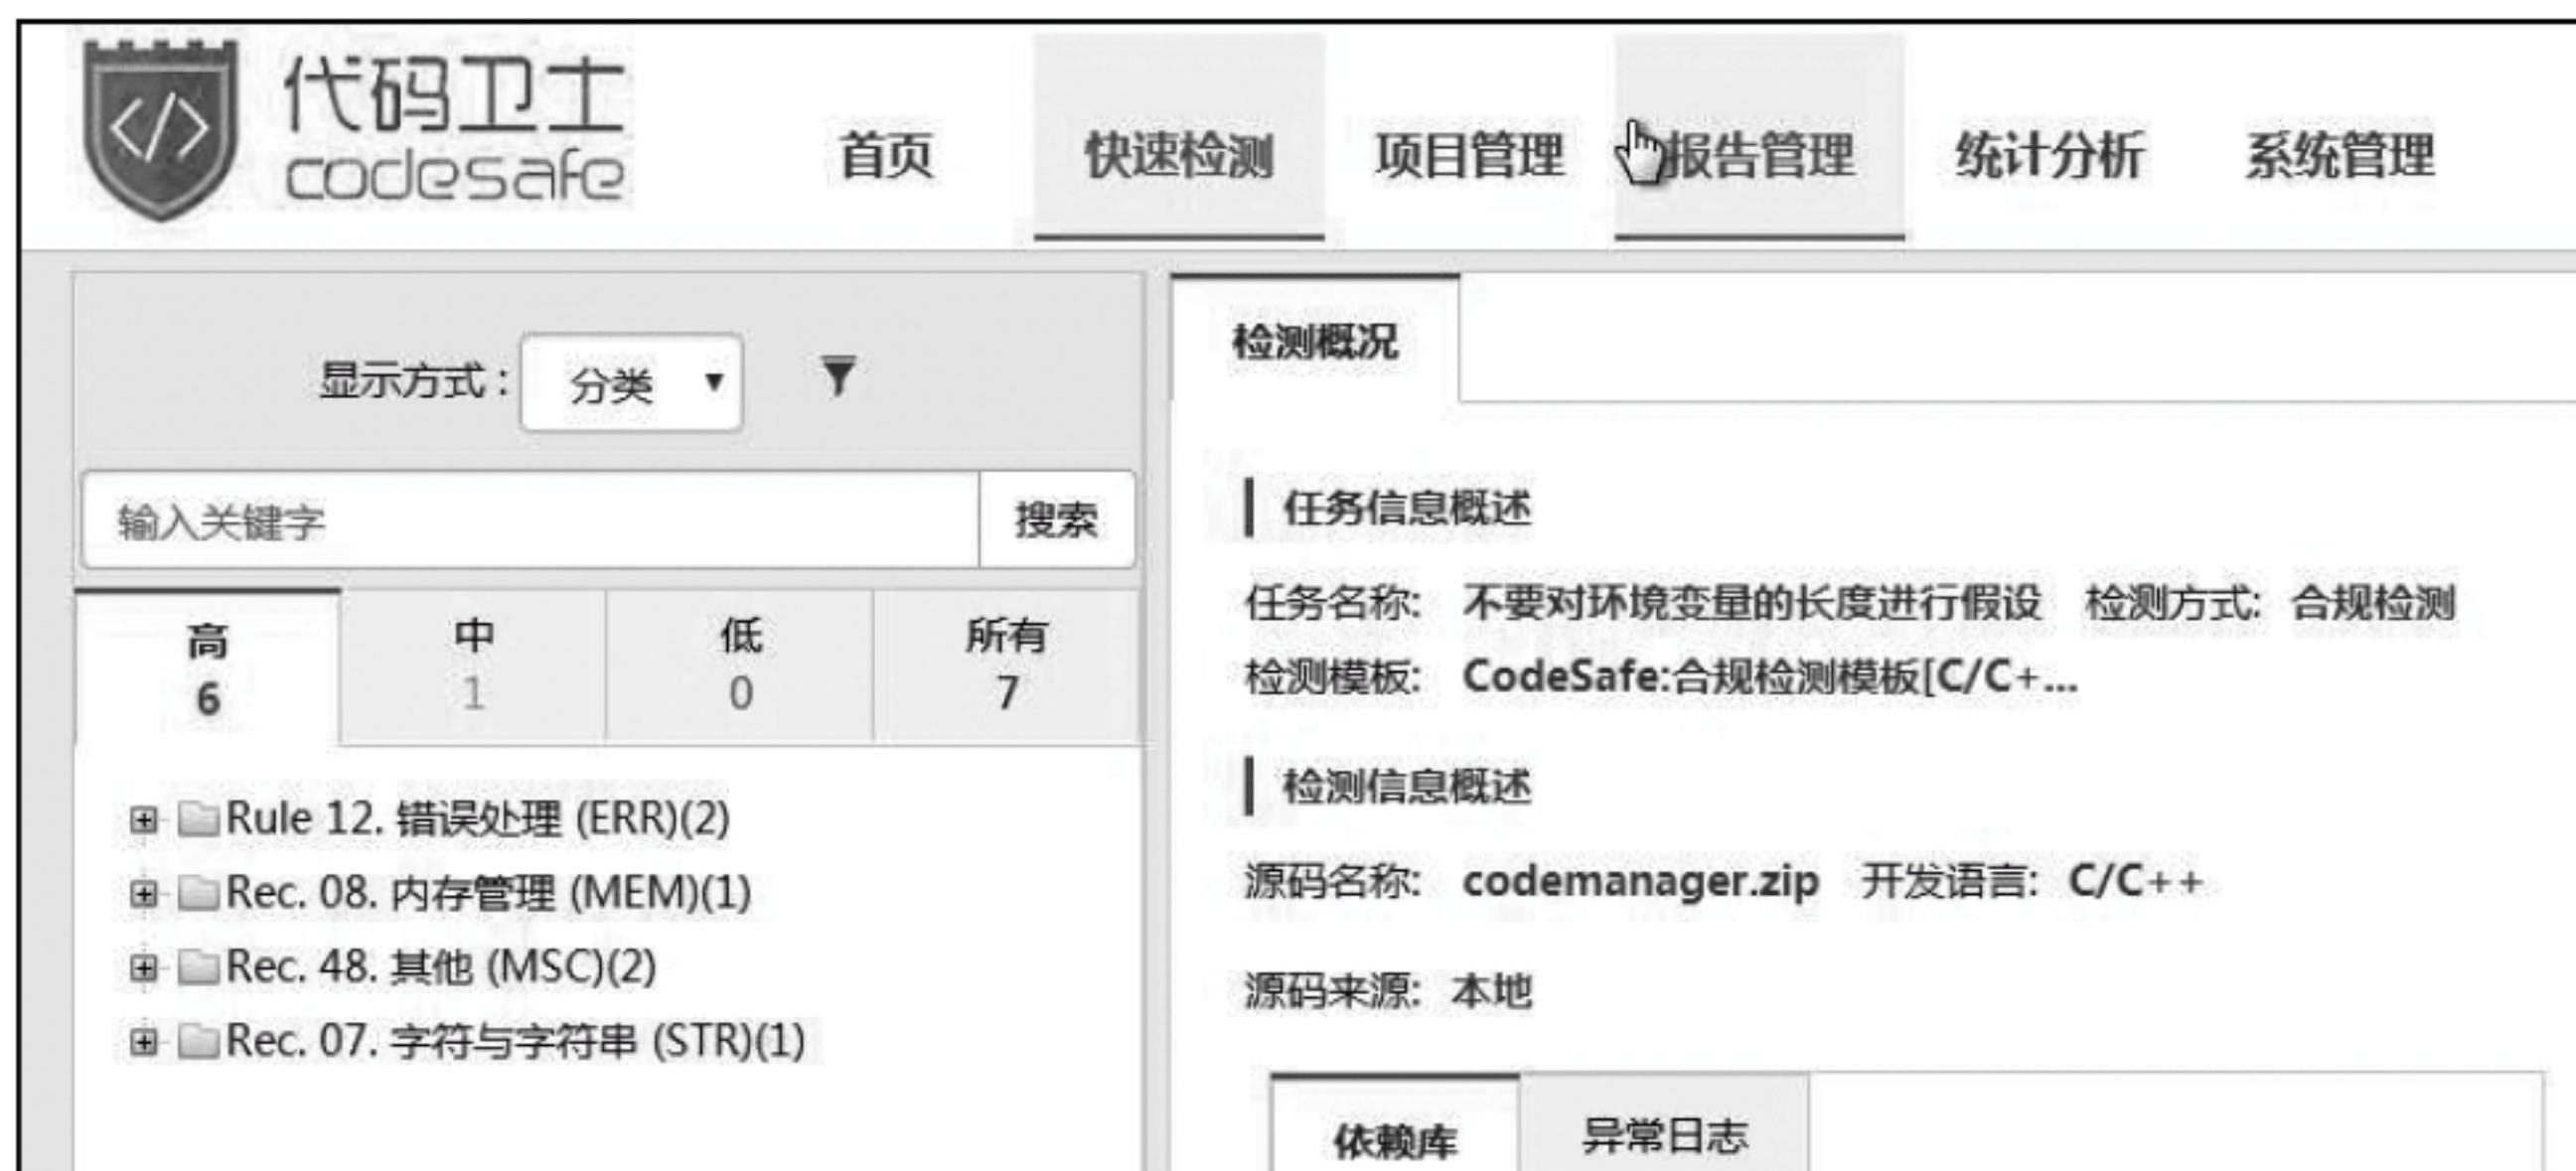 代码卫士
codesafe
首页 快速检测 项目管理 报告管理 统计分析 系统管理
显示方式： 分类
输入关键字 搜索
高 中 低 所有
6 1 0 7
Rule 12. 错误处理 (ERR)(2)
Rec. 08. 内存管理 (MEM)(1)
Rec. 48. 其他 (MSC)(2)
Rec. 07. 字符与字符串 (STR)(1)
检测概况
任务信息概述
任务名称: 不要对环境变量的长度进行假设 检测方式: 合规检测
检测模板: CodeSafe:合规检测模板[C/C+...
检测信息概述
源码名称: codemanager.zip 开发语言: C/C++
源码来源: 本地
依赖库 异常日志